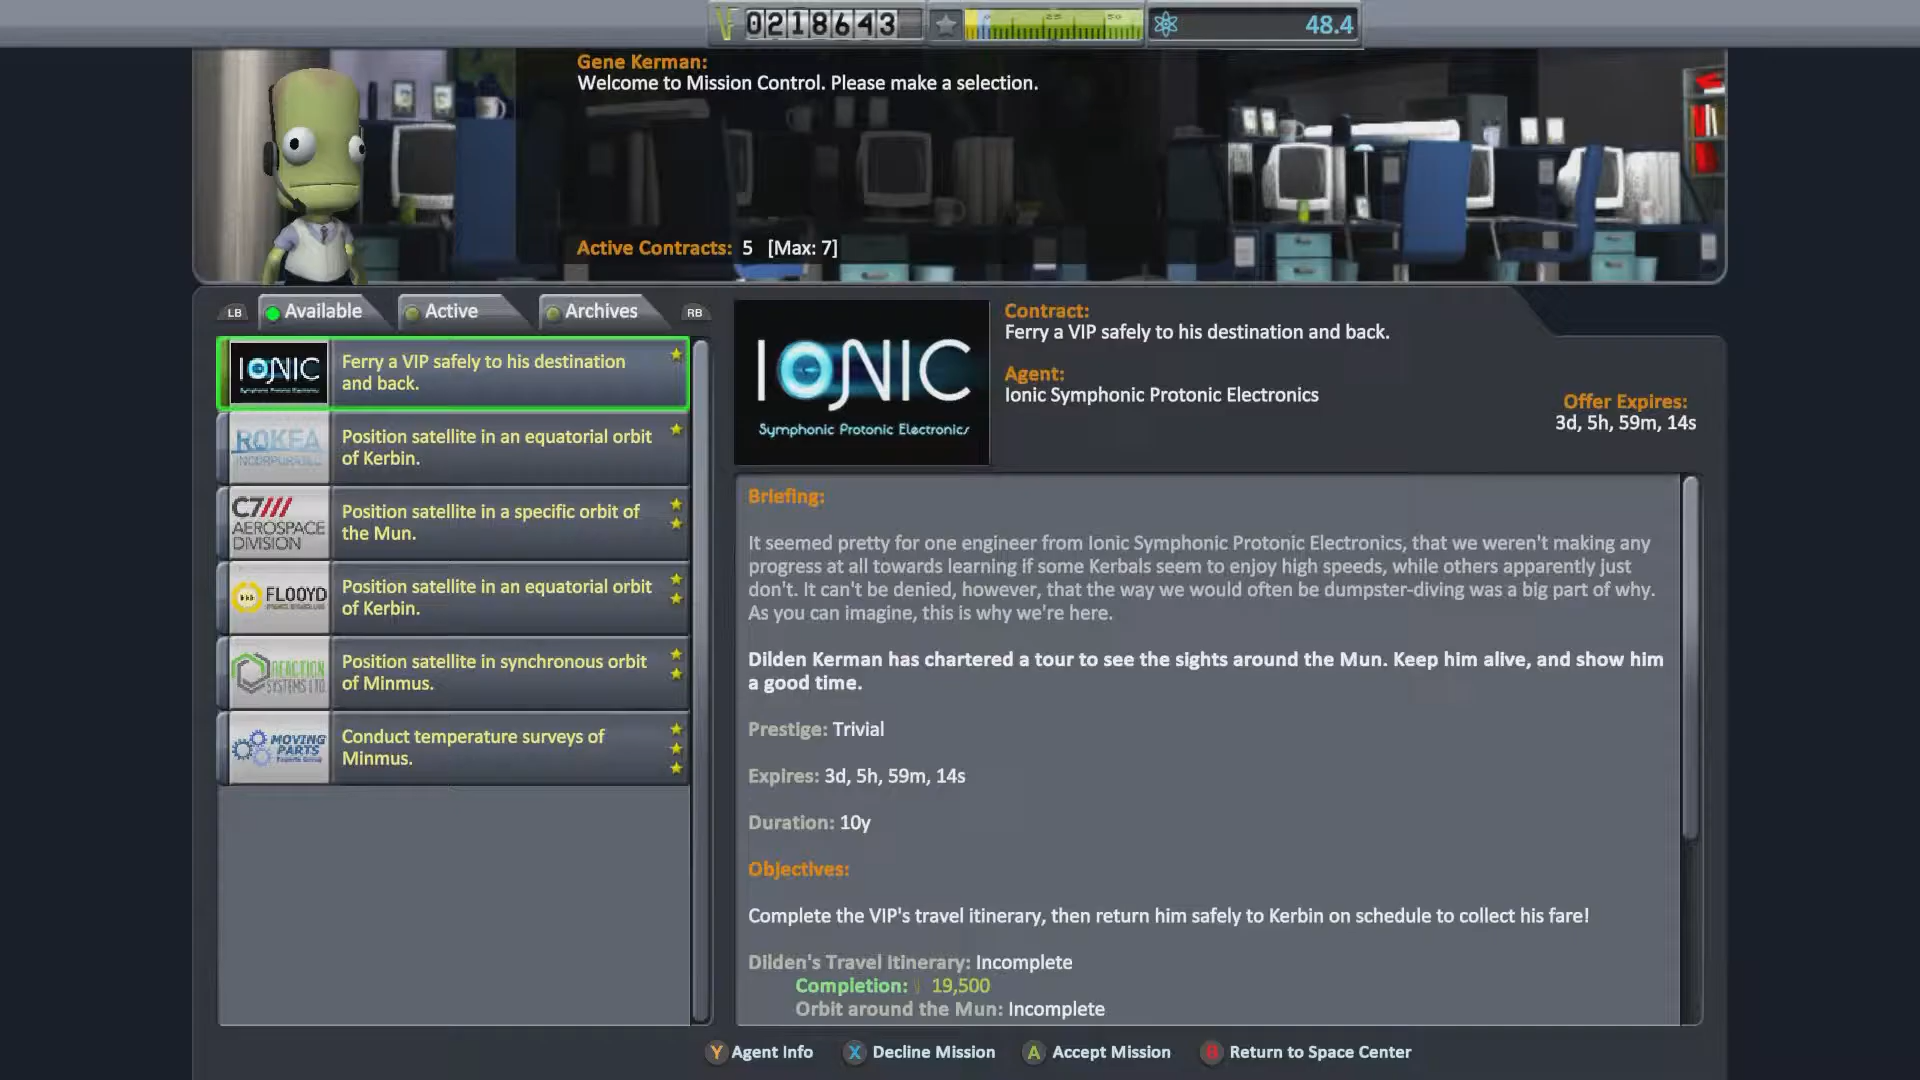 0218643
0 25 50
48.4
Gene Kerman:
Welcome to Mission Control. Please make a selection.
Active Contracts: 5 [Max: 7]
LB Available Active Archives RB
IONIC
Symphonic Protonic Electronics
Ferry a VIP safely to his destination
and back.
ROKEA
INCORPORATED
Position satellite in an equatorial orbit
of Kerbin.
C7///
AEROSPACE
DIVISION
Position satellite in a specific orbit of
the Mun.
FLOOYD
Position satellite in an equatorial orbit
of Kerbin.
REACTION
SYSTEMS LTD
Position satellite in synchronous orbit
of Minmus.
MOVING
PARTS
Experts Group
Conduct temperature surveys of
Minmus.
IONIC
Symphonic Protonic Electronics
Contract:
Ferry a VIP safely to his destination and back.
Agent:
Ionic Symphonic Protonic Electronics
Offer Expires:
3d, 5h, 59m, 14s
Briefing:
It seemed pretty for one engineer from Ionic Symphonic Protonic Electronics, that we weren't making any
progress at all towards learning if some Kerbals seem to enjoy high speeds, while others apparently just
don't. It can't be denied, however, that the way we would often be dumpster-diving was a big part of why.
As you can imagine, this is why we're here.
Dilden Kerman has chartered a tour to see the sights around the Mun. Keep him alive, and show him
a good time.
Prestige: Trivial
Expires: 3d, 5h, 59m, 14s
Duration: 10y
Objectives:
Complete the VIP's travel itinerary, then return him safely to Kerbin on schedule to collect his fare!
Dilden's Travel Itinerary: Incomplete
Completion: 19,500
Orbit around the Mun: Incomplete
Y Agent Info X Decline Mission A Accept Mission B Return to Space Center